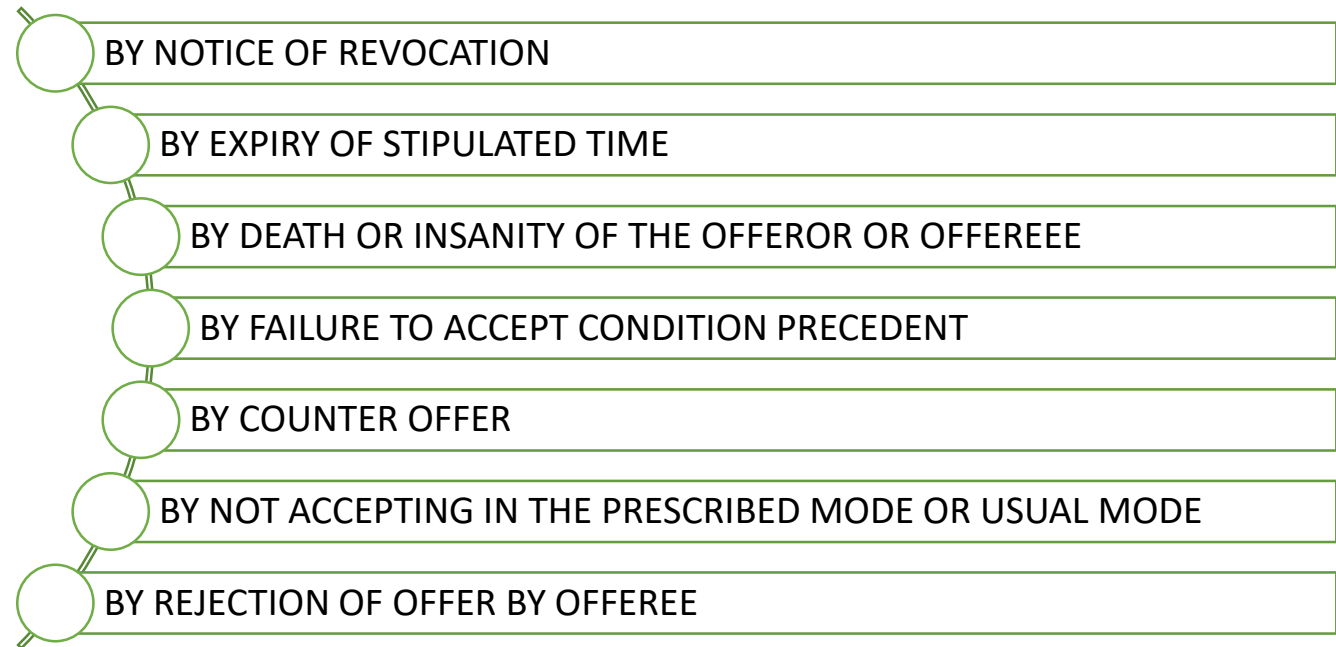 BY NOTICE OF REVOCATION
BY EXPIRY OF STIPULATED TIME
BY DEATH OR INSANITY OF THE OFFEROR OR OFFEREEE
BY FAILURE TO ACCEPT CONDITION PRECEDENT
BY COUNTER OFFER
BY NOT ACCEPTING IN THE PRESCRIBED MODE OR USUAL MODE
BY REJECTION OF OFFER BY OFFEREE